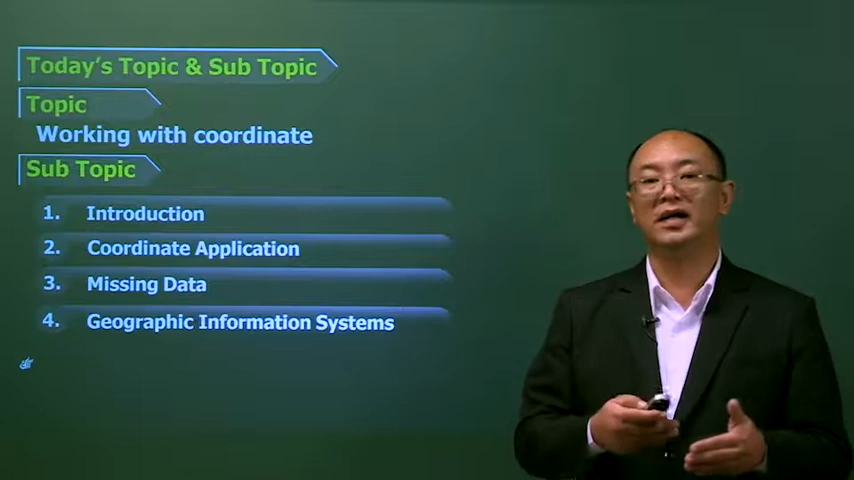 Today's Topic & Sub Topic
Topic
Working with coordinate
Sub Topic
1. Introduction
2. Coordinate Application
3. Missing Data
4. Geographic Information Systems